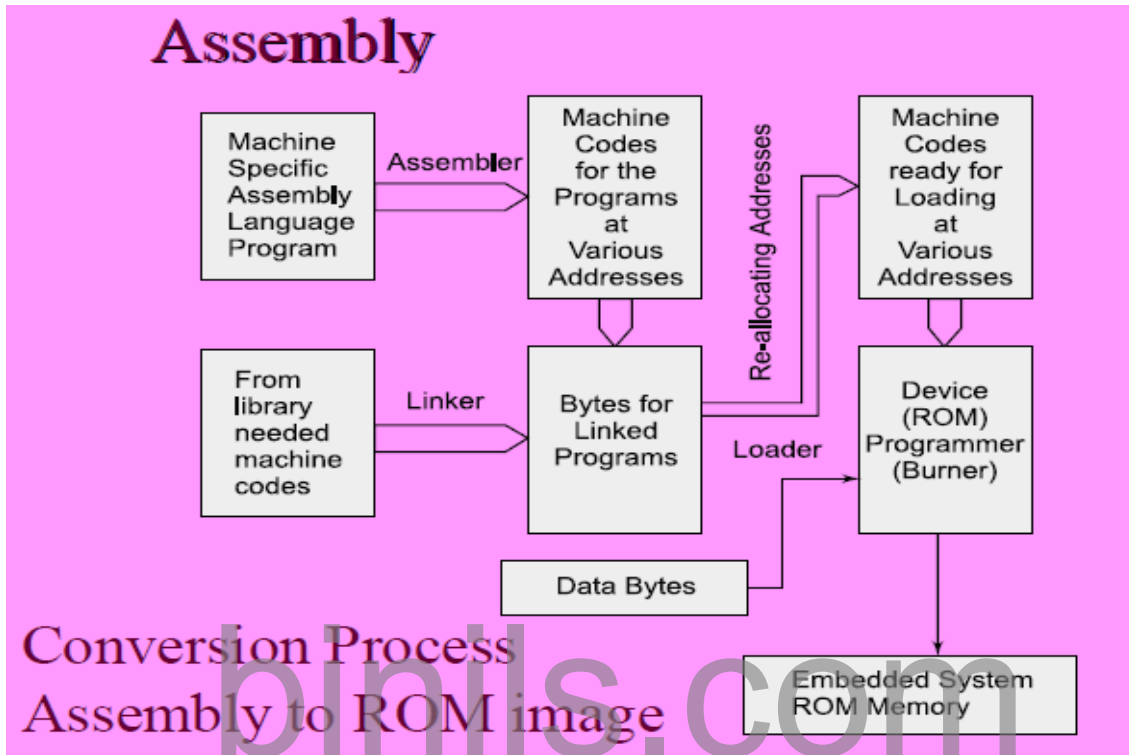 Assembly
Machine
Specific
Assembly
Language
Program
Assembler
Machine
Codes
for the
Programs
at
Various
Addresses
Re-allocating Addresses
Machine
Codes
ready for
Loading
at
Various
Addresses
From
library
needed
machine
codes
Linker
Bytes for
Linked
Programs
Loader
Device
(ROM)
Programmer
(Burner)
Data Bytes
Conversion Process
Assembly to ROM image
Embedded System
ROM Memory
binils.com